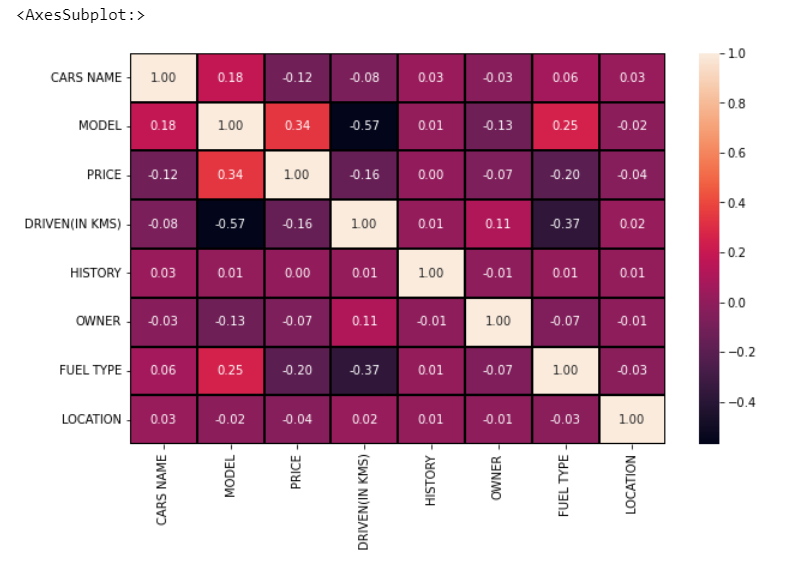 <AxesSubplot:>
CARS NAME 1.00 0.18 -0.12 -0.08 0.03 -0.03 0.06 0.03
MODEL 0.18 1.00 0.34 -0.57 0.01 -0.13 0.25 -0.02
PRICE -0.12 0.34 1.00 -0.16 0.00 -0.07 -0.20 -0.04
DRIVEN(IN KMS) -0.08 -0.57 -0.16 1.00 0.01 0.11 -0.37 0.02
HISTORY 0.03 0.01 0.00 0.01 1.00 -0.01 0.01 0.01
OWNER -0.03 -0.13 -0.07 0.11 -0.01 1.00 -0.07 -0.01
FUEL TYPE 0.06 0.25 -0.20 -0.37 0.01 -0.07 1.00 -0.03
LOCATION 0.03 -0.02 -0.04 0.02 0.01 -0.01 -0.03 1.00
CARS NAME
MODEL
PRICE
DRIVEN(IN KMS)
HISTORY
OWNER
FUEL TYPE
LOCATION
1.0
0.8
0.6
0.4
0.2
0.0
−0.2
−0.4